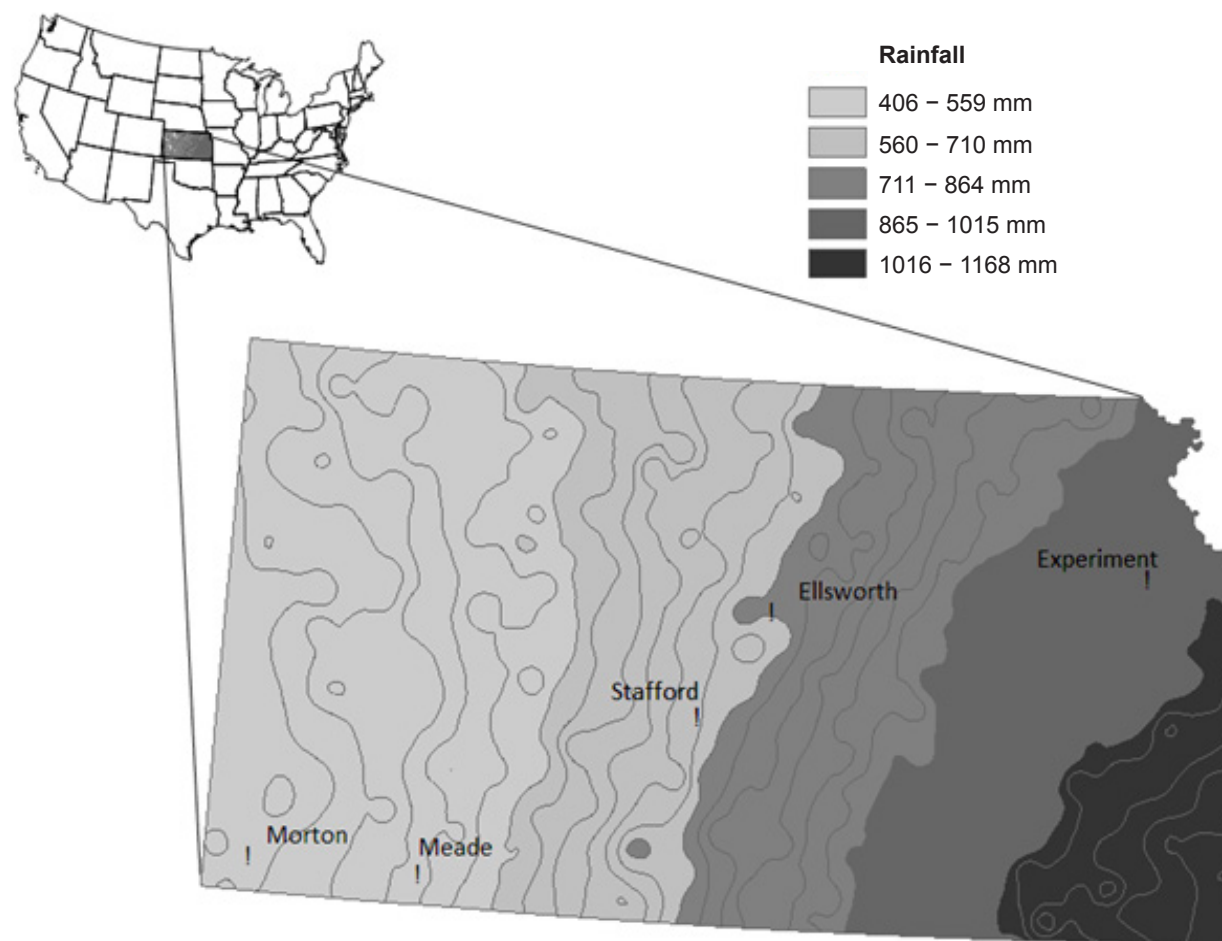 Rainfall
406 – 559 mm
560 – 710 mm
711 – 864 mm
865 – 1015 mm
1016 – 1168 mm
Experiment
!
Ellsworth
!
Stafford
!
Morton
!
Meade
!